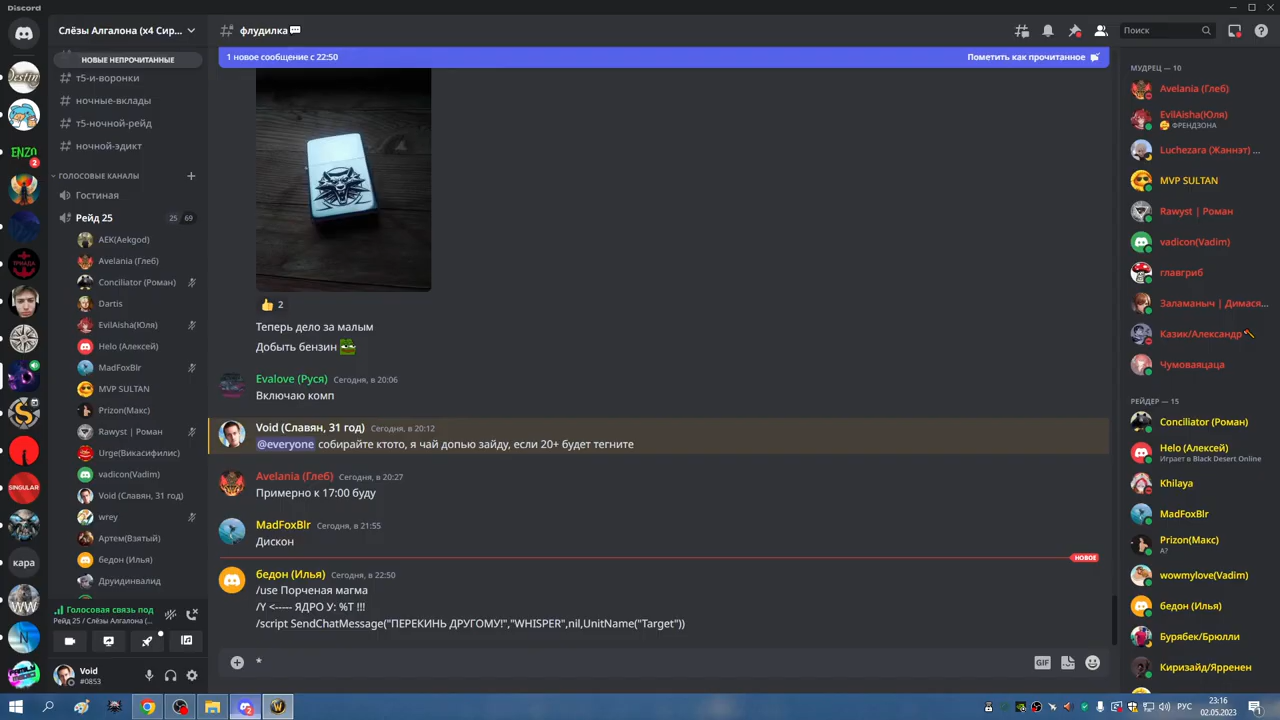 Discord
Слёзы Алгалона (x4 Сир...
НОВЫЕ НЕПРОЧИТАННЫЕ
т5-и-воронки
ночные-вклады
т5-ночной-рейд
ночной-эдикт
ГОЛОСОВЫЕ КАНАЛЫ
Гостиная
Рейд 25
25 69
AEK(Aekgod)
Avelania (Глеб)
Conciliator (Роман)
Dartis
EvilAisha(Юля)
Helo (Алексей)
MadFoxBlr
MVP SULTAN
Prizon(Макс)
Rawyst | Роман
Urge(Викасифилис)
vadicon(Vadim)
Void (Славян, 31 год)
wrey
Артем(Взятый)
бедон (Илья)
Друидинвалид
Голосовая связь под
Рейд 25 / Слёзы Алгалона (...
Void
#0853
ENZO
2
SINGULAR
кара
WW
флудилка
Поиск
1 новое сообщение с 22:50
Пометить как прочитанное
2
Теперь дело за малым
Добыть бензин
Evalove (Руся) Сегодня, в 20:06
Включаю комп
Void (Славян, 31 год) Сегодня, в 20:12
@everyone собирайте ктото, я чай допью зайду, если 20+ будет тегните
Avelania (Глеб) Сегодня, в 20:27
Примерно к 17:00 буду
MadFoxBlr Сегодня, в 21:55
Дискон
НОВОЕ
бедон (Илья) Сегодня, в 22:50
/use Порченая магма
/Y <----- ЯДРО У: %T !!!
/script SendChatMessage("ПЕРЕКИНЬ ДРУГОМУ!","WHISPER",nil,UnitName("Target"))
*
GIF
МУДРЕЦ — 10
Avelania (Глеб)
EvilAisha(Юля)
ФРЕНДЗОНА
Luchezara (Жаннэт) ...
MVP SULTAN
Rawyst | Роман
vadicon(Vadim)
главгриб
Заламаныч | Димася...
Казик/Александр
Чумоваяцаца
РЕЙДЕР — 15
Conciliator (Роман)
Helo (Алексей)
Играет в Black Desert Online
Khilaya
MadFoxBlr
Prizon(Макс)
А?
wowmylove(Vadim)
бедон (Илья)
Бурябек/Брюлли
Киризайд/Ярренен
РУС
23:16
02.05.2023